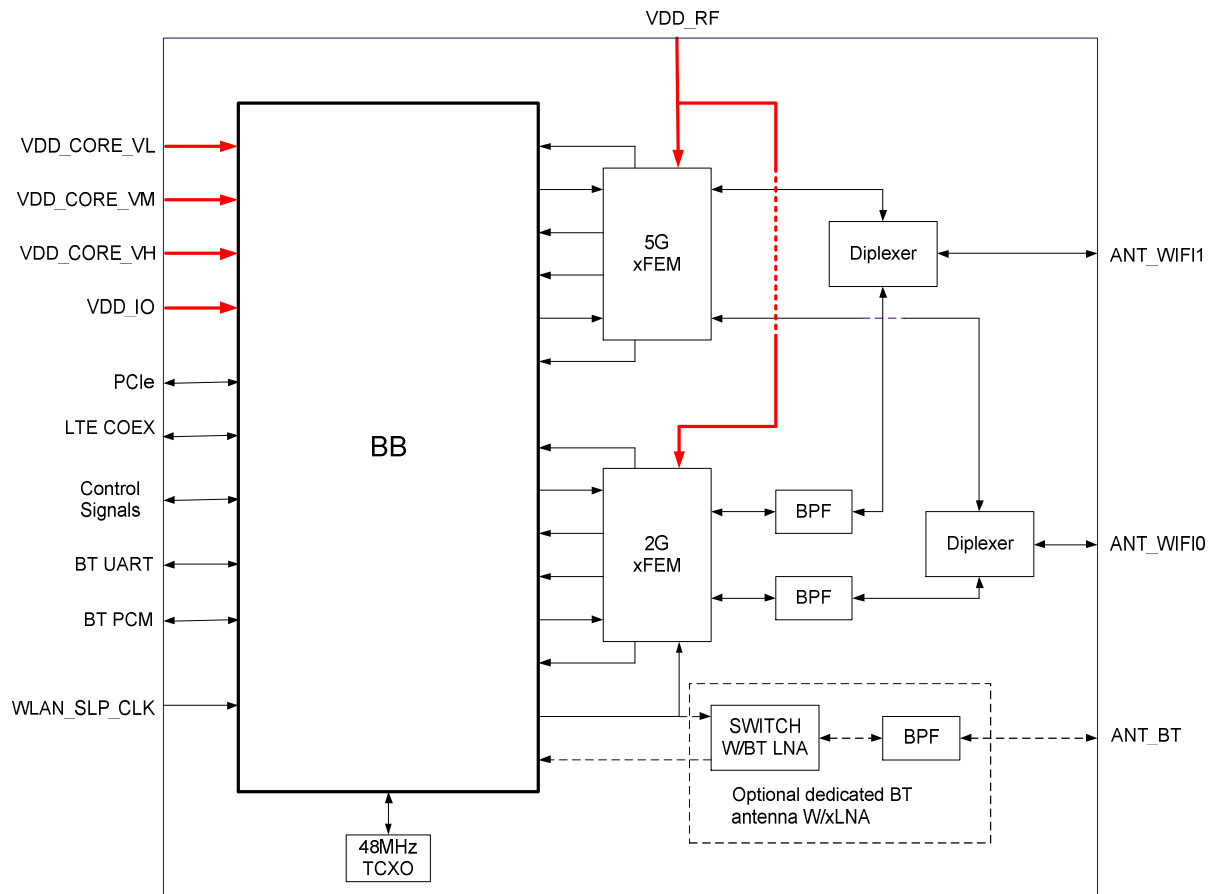 VDD_RF
VDD_CORE_VL
VDD_CORE_VM
VDD_CORE_VH
VDD_IO
PCIe
LTE COEX
Control
Signals
BT UART
BT PCM
WLAN_SLP_CLK
BB
48MHz
TCXO
5G
xFEM
2G
xFEM
Diplexer
ANT_WIFI1
BPF
BPF
Diplexer
ANT_WIFI0
SWITCH
W/BT LNA
BPF
ANT_BT
Optional dedicated BT
antenna W/xLNA